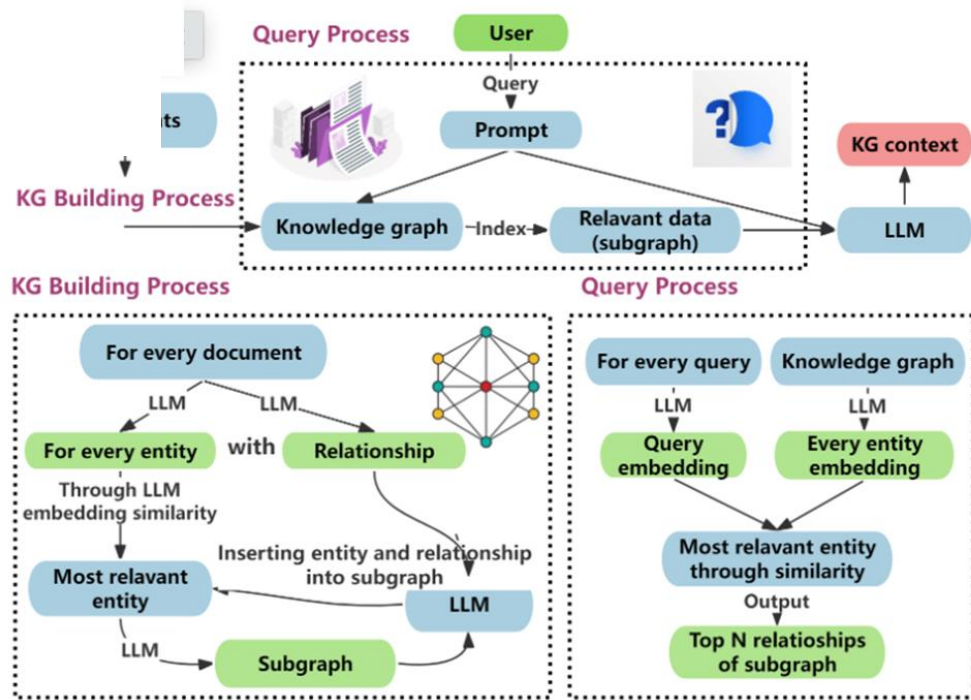 Query Process
User
Query
Prompt
KG context
KG Building Process
Knowledge graph
Index
Relavant data
(subgraph)
LLM
KG Building Process
Query Process
For every document
LLM
LLM
For every entity
with
Relationship
Through LLM
embedding similarity
Inserting entity and relationship
into subgraph
Most relavant
entity
LLM
LLM
Subgraph
For every query
Knowledge graph
LLM
LLM
Query
embedding
Every entity
embedding
Most relevant entity
through similarity
Output
Top N relatioships
of subgraph